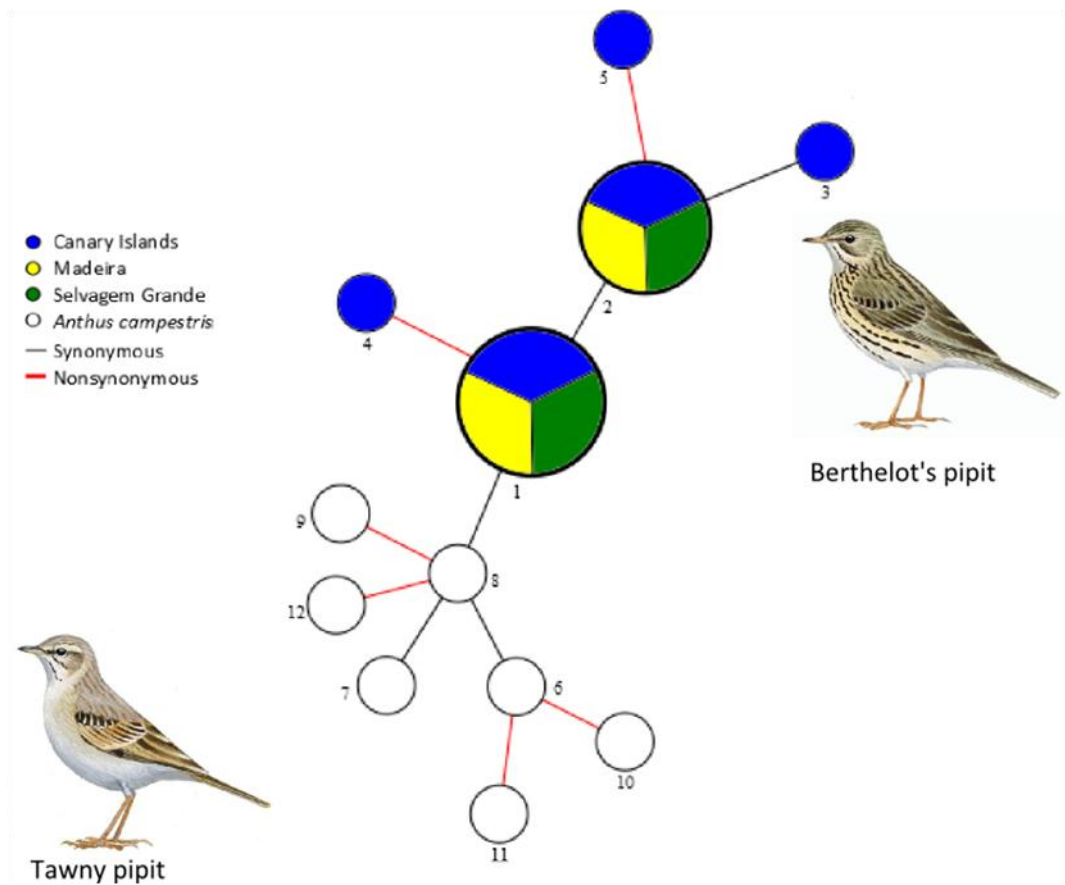 5
3
Canary Islands
Madeira
Selvagem Grande
Anthus campestris
Synonymous
Nonsynonymous
2
4
Berthelot's pipit
1
9
8
12
7
6
10
11
Tawny pipit